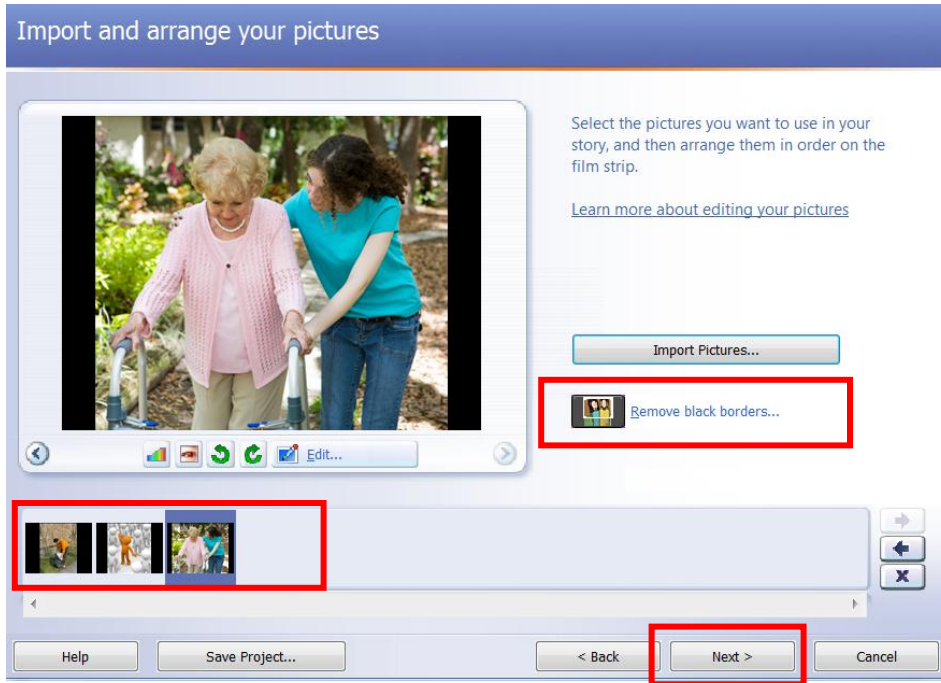 Import and arrange your pictures
Select the pictures you want to use in your
story, and then arrange them in order on the
film strip.
Learn more about editing your pictures
Import Pictures...
Remove black borders...
Edit...
Help
Save Project...
< Back
Next >
Cancel